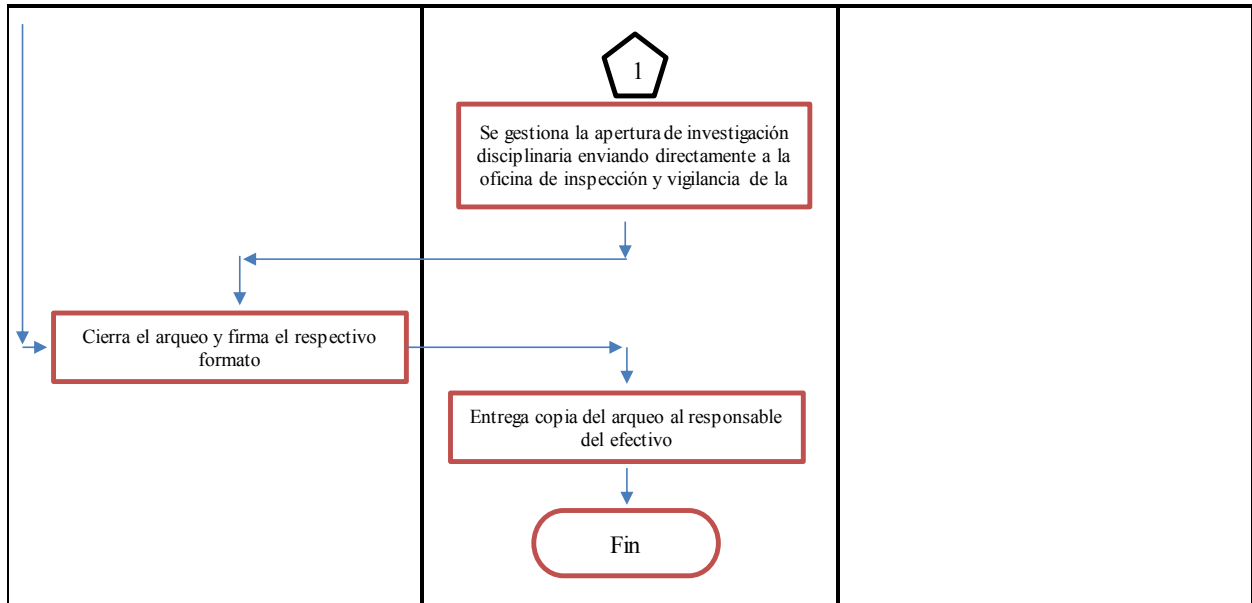 1
Se gestiona la apertura de investigación
disciplinaria enviando directamente a la
oficina de inspección y vigilancia de la
Cierra el arqueo y firma el respectivo
formato
Entrega copia del arqueo al responsable
del efectivo
Fin